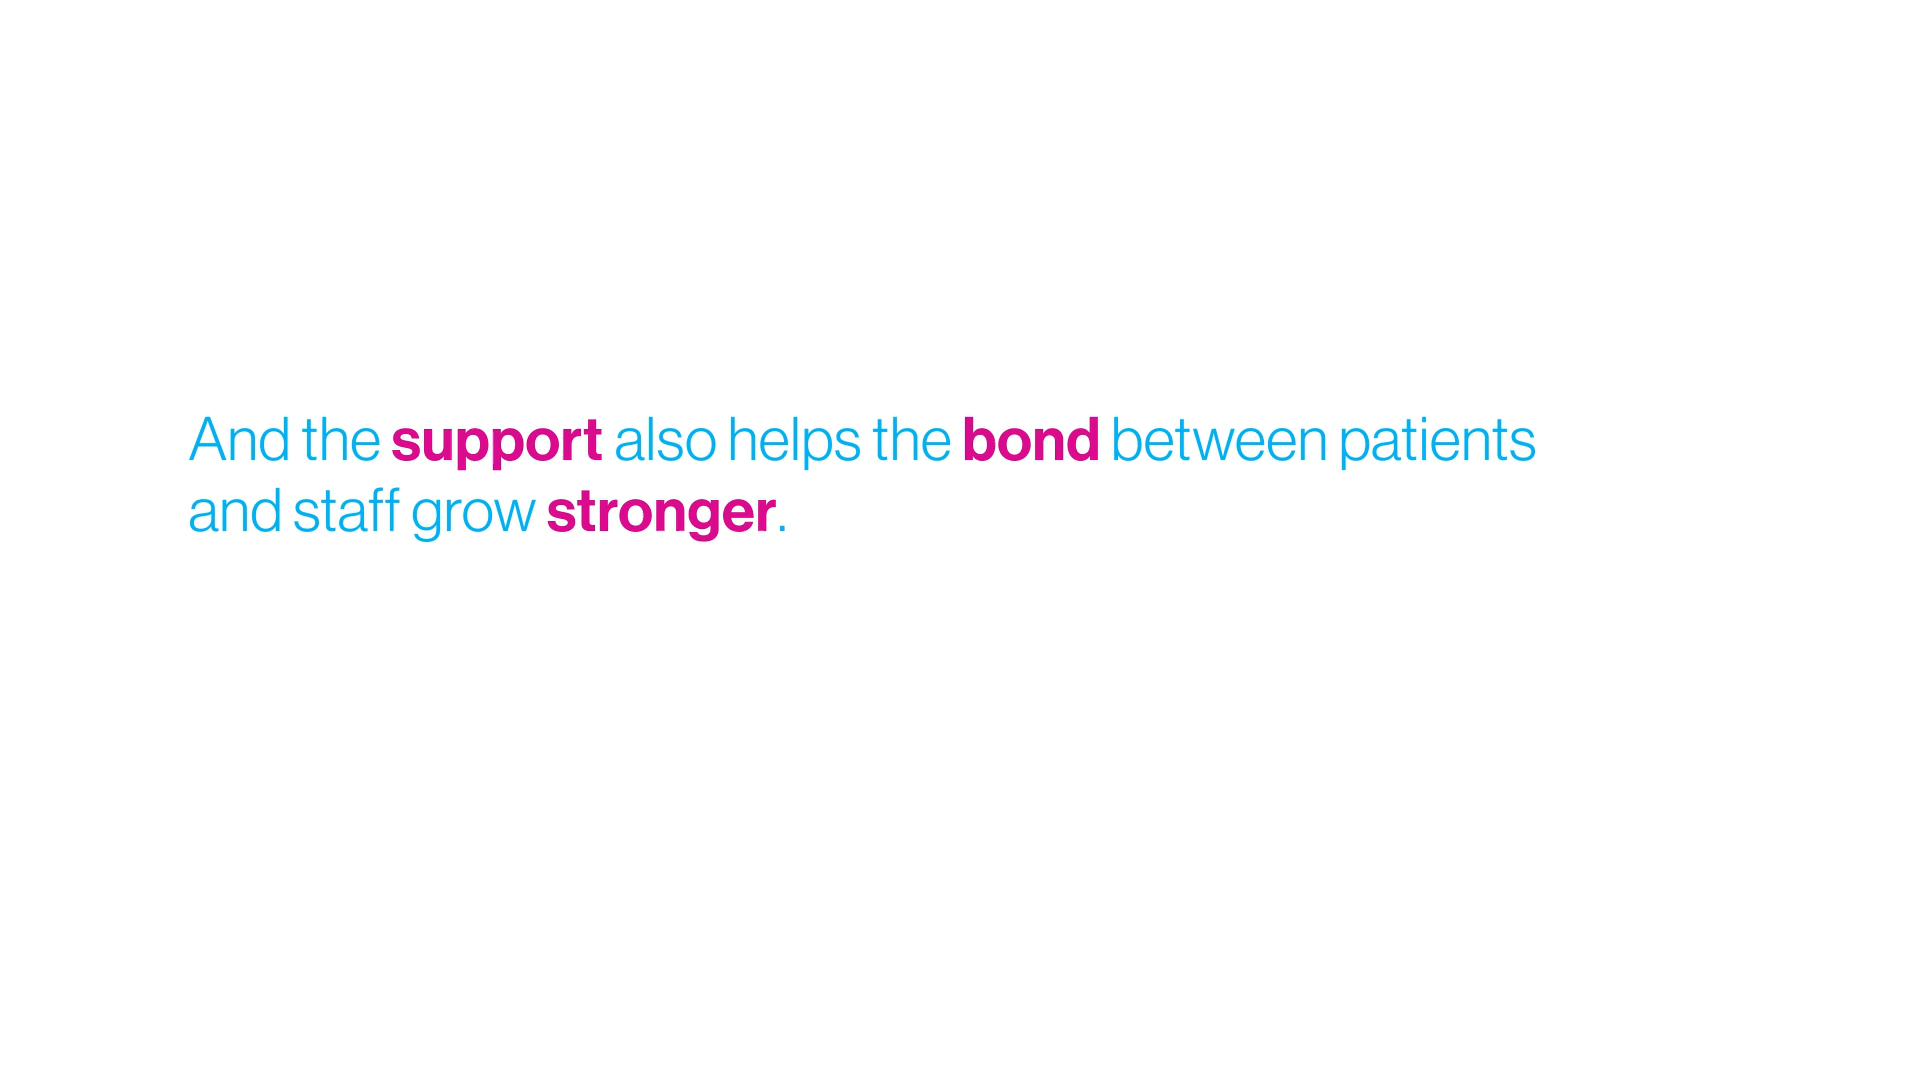 And the support also helps the bond between patients
and staff grow stronger.